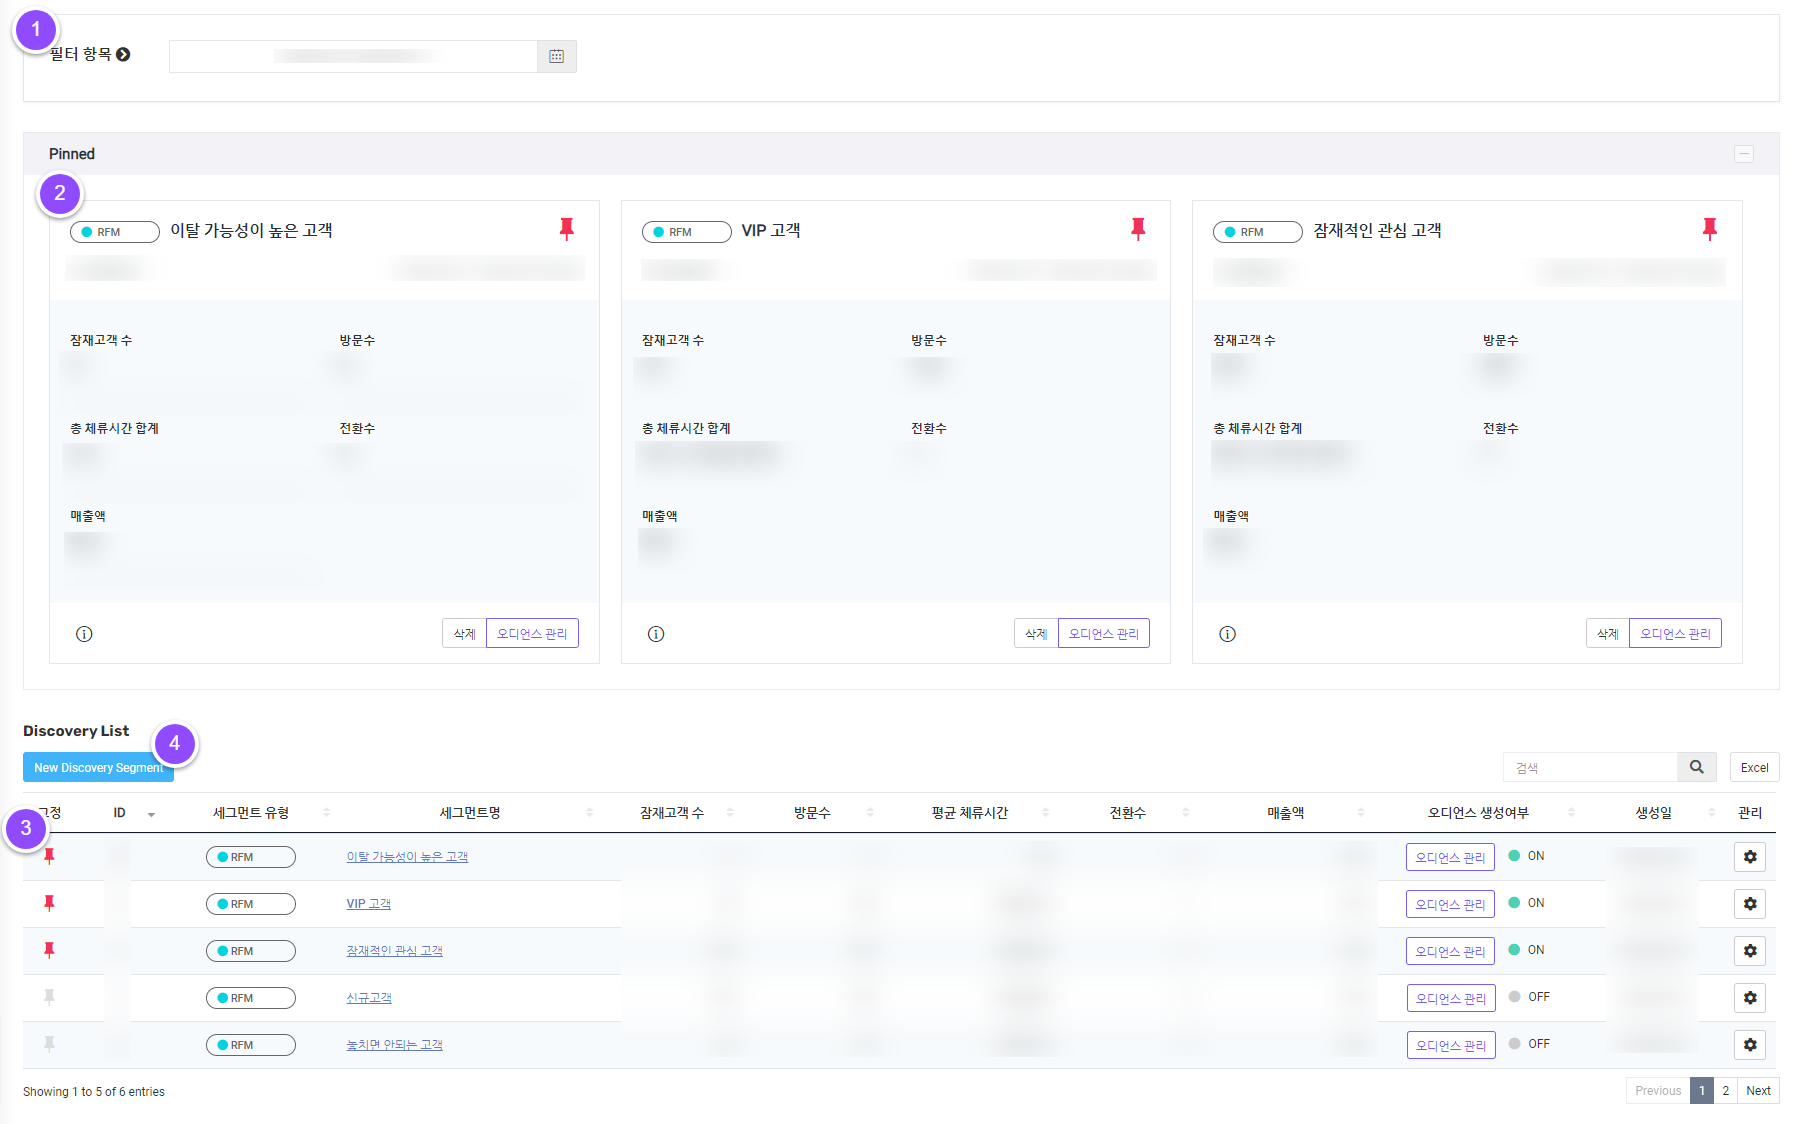 1
필터 항목
Pinned
2
RFM 이탈 가능성이 높은 고객
잠재고객 수 방문수
총 체류시간 합계 전환수
매출액
삭제 오디언스 관리
RFM VIP 고객
잠재고객 수 방문수
총 체류시간 합계 전환수
매출액
삭제 오디언스 관리
RFM 잠재적인 관심 고객
잠재고객 수 방문수
총 체류시간 합계 전환수
매출액
삭제 오디언스 관리
Discovery List
4
New Discovery Segment
검색 Excel
3
ID 세그먼트 유형 세그먼트명 잠재고객 수 방문수 평균 체류시간 전환수 매출액 오디언스 생성여부 생성일 관리
RFM 이탈 가능성이 높은 고객 오디언스 관리 ON
RFM VIP 고객 오디언스 관리 ON
RFM 잠재적인 관심 고객 오디언스 관리 ON
RFM 신규고객 오디언스 관리 OFF
RFM 놓치면 안되는 고객 오디언스 관리 OFF
Showing 1 to 5 of 6 entries
Previous 1 2 Next